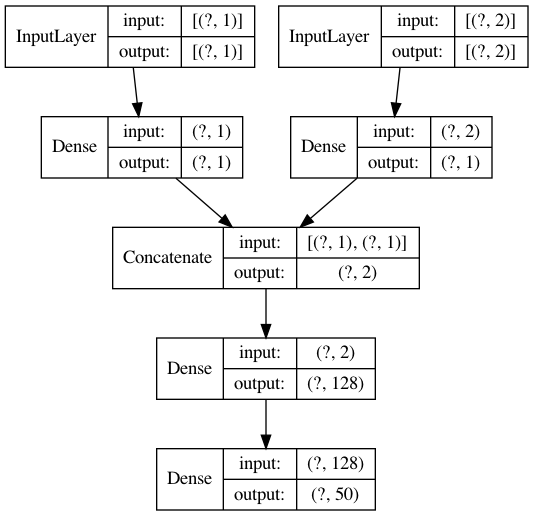 InputLayer input: [(?, 1)] output: [(?, 1)]
InputLayer input: [(?, 2)] output: [(?, 2)]
Dense input: (?, 1) output: (?, 1)
Dense input: (?, 2) output: (?, 1)
Concatenate input: [(?, 1), (?, 1)] output: (?, 2)
Dense input: (?, 2) output: (?, 128)
Dense input: (?, 128) output: (?, 50)